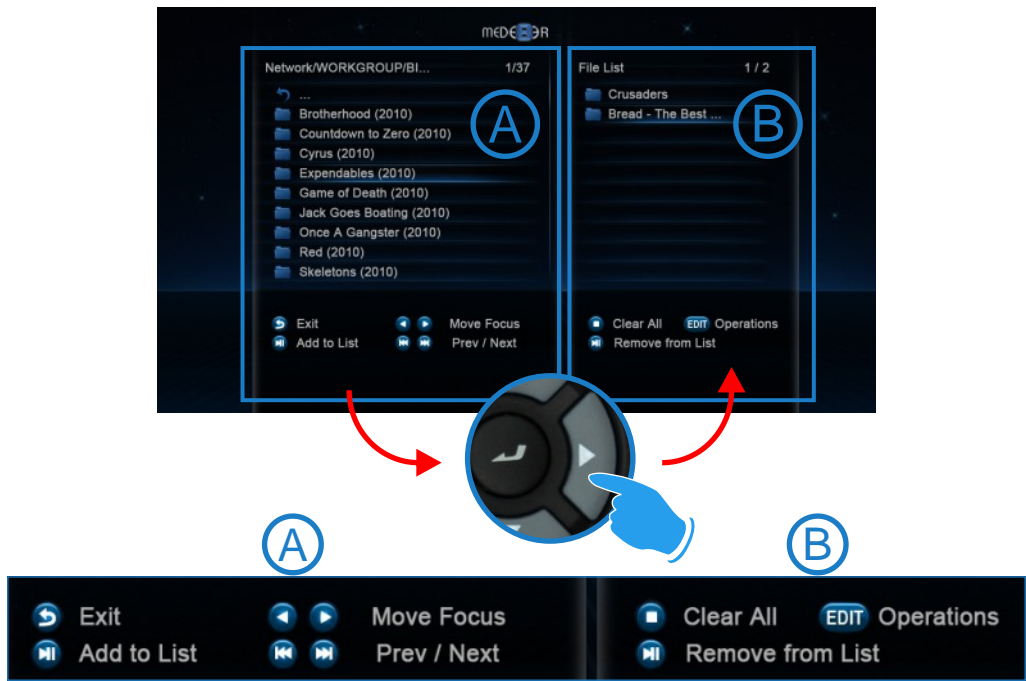 MEDE8ER
Network/WORKGROUP/BI... 1/37
...
Brotherhood (2010)
Countdown to Zero (2010)
Cyrus (2010)
Expendables (2010)
Game of Death (2010)
Jack Goes Boating (2010)
Once A Gangster (2010)
Red (2010)
Skeletons (2010)
Exit Move Focus
Add to List Prev / Next
A
File List 1 / 2
Crusaders
Bread - The Best ...
Clear All EDIT Operations
Remove from List
B
A
B
Exit Move Focus
Add to List Prev / Next
Clear All EDIT Operations
Remove from List